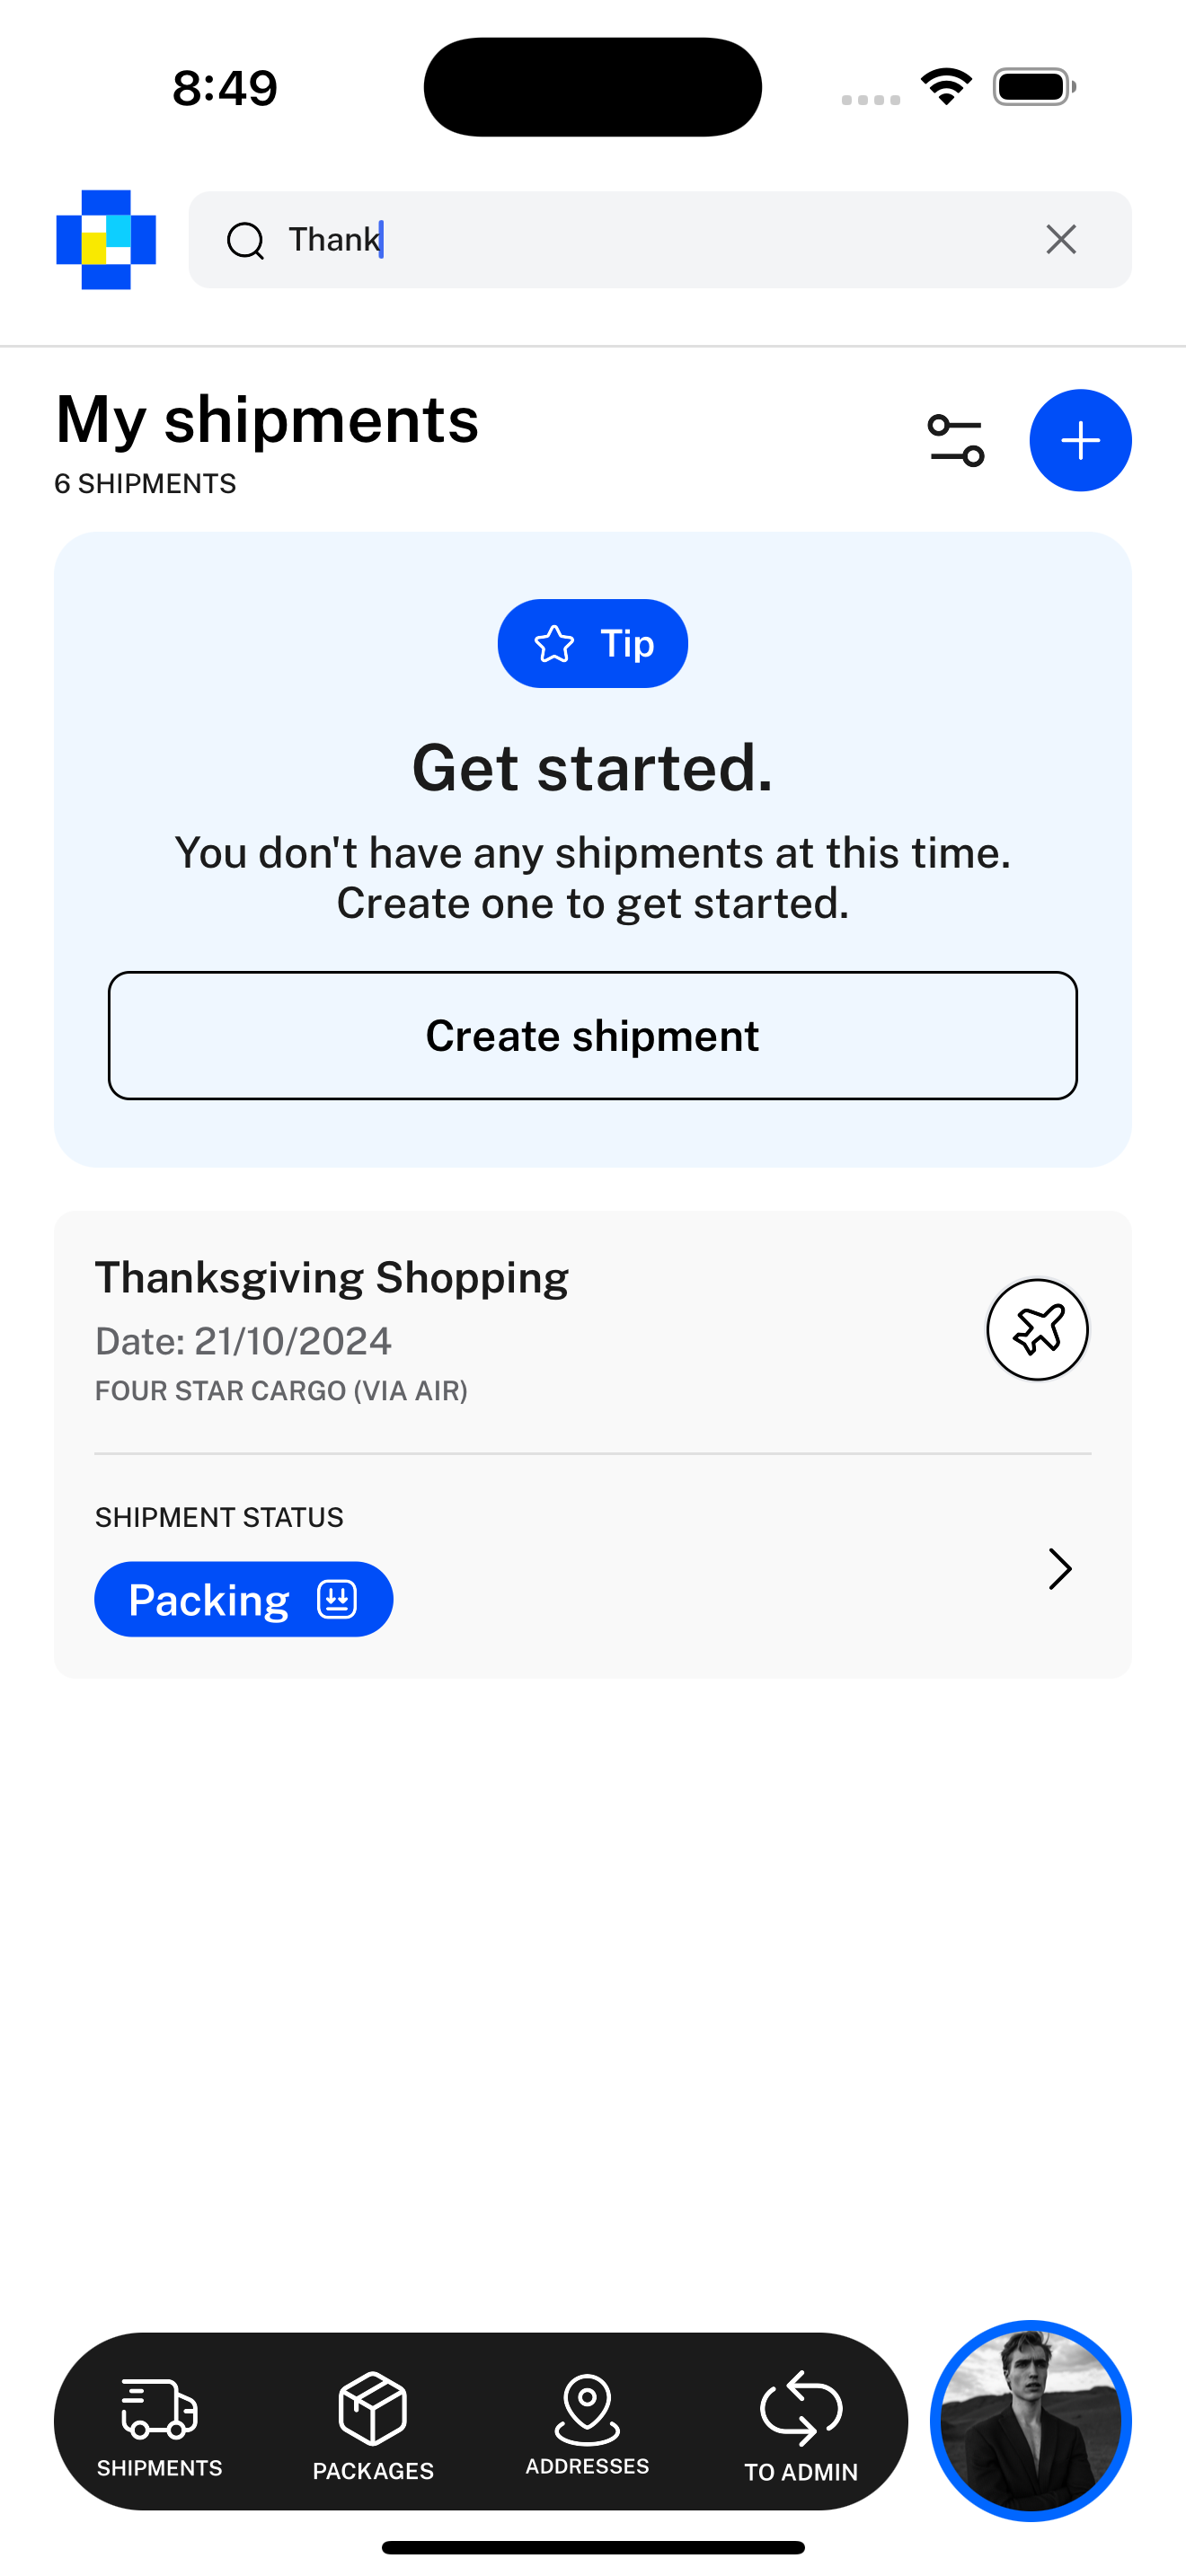 8:49
Thank
My shipments
6 SHIPMENTS
Tip
Get started.
You don't have any shipments at this time.
Create one to get started.
Create shipment
Thanksgiving Shopping
Date: 21/10/2024
FOUR STAR CARGO (VIA AIR)
SHIPMENT STATUS
Packing
SHIPMENTS
PACKAGES
ADDRESSES
TO ADMIN